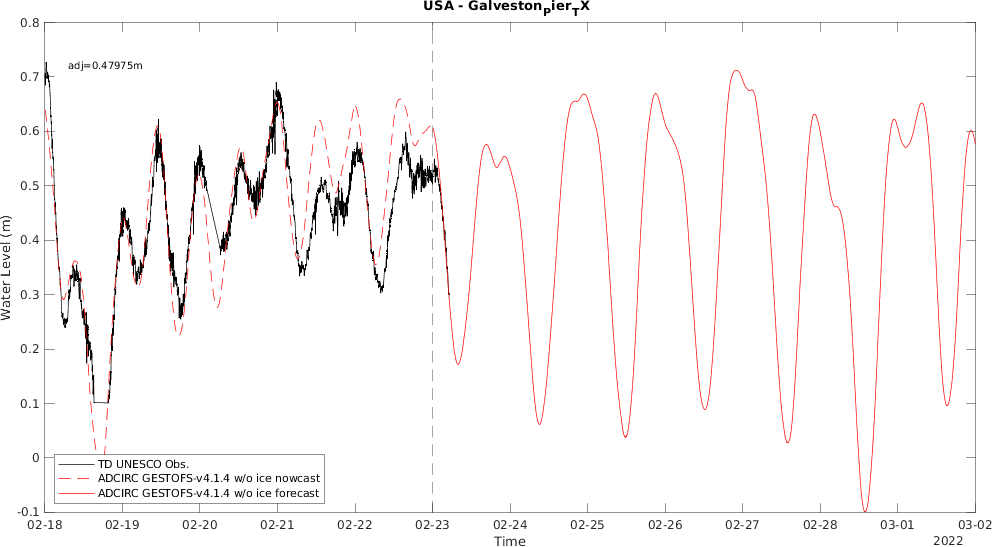 USA - GalvestonPierTX
0.8
0.7
0.6
0.5
0.4
0.3
0.2
0.1
0
-0.1
Water Level (m)
adj=0.47975m
TD UNESCO Obs.
ADCIRC GESTOFS-v4.1.4 w/o ice nowcast
ADCIRC GESTOFS-v4.1.4 w/o ice forecast
02-18 02-19 02-20 02-21 02-22 02-23 02-24 02-25 02-26 02-27 02-28 03-01 03-02
Time
2022